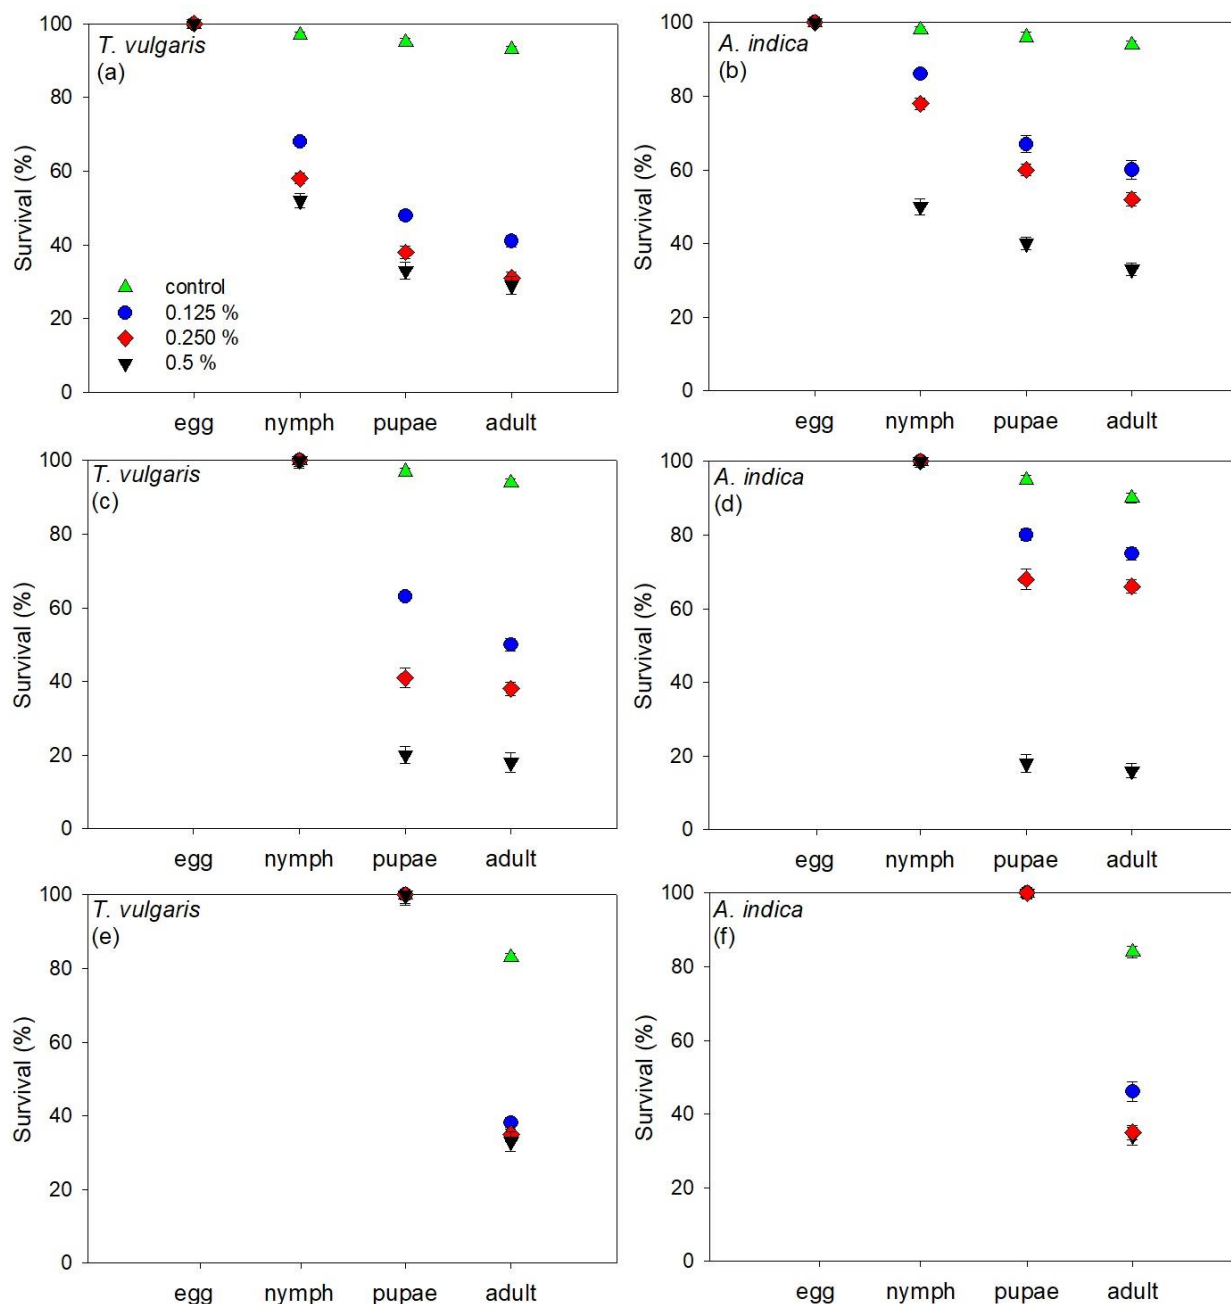 100
T. vulgaris
(a)
80
60
40
20
0
Survival (%)
control
0.125 %
0.250 %
0.5 %
egg nymph pupae adult
100
A. indica
(b)
80
60
40
20
0
Survival (%)
egg nymph pupae adult
100
T. vulgaris
(c)
80
60
40
20
0
Survival (%)
egg nymph pupae adult
100
A. indica
(d)
80
60
40
20
0
Survival (%)
egg nymph pupae adult
100
T. vulgaris
(e)
80
60
40
20
0
Survival (%)
egg nymph pupae adult
100
A. indica
(f)
80
60
40
20
0
Survival (%)
egg nymph pupae adult